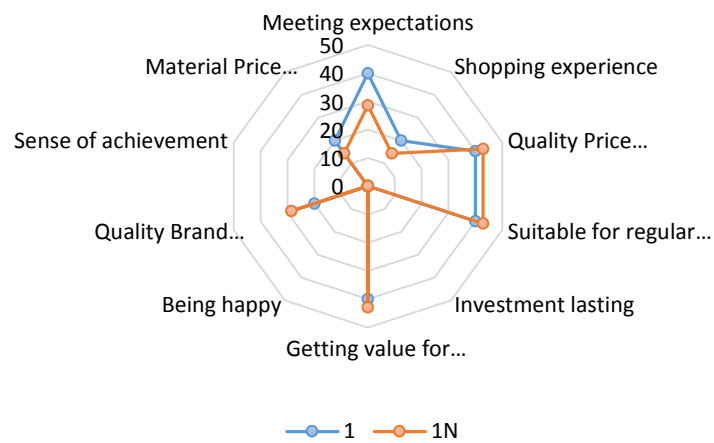 Meeting expectations
50
Material Price...
40
Shopping experience
30
Sense of achievement
20
Quality Price...
10
0
Quality Brand...
Suitable for regular...
Being happy
Investment lasting
Getting value for...
1
1N